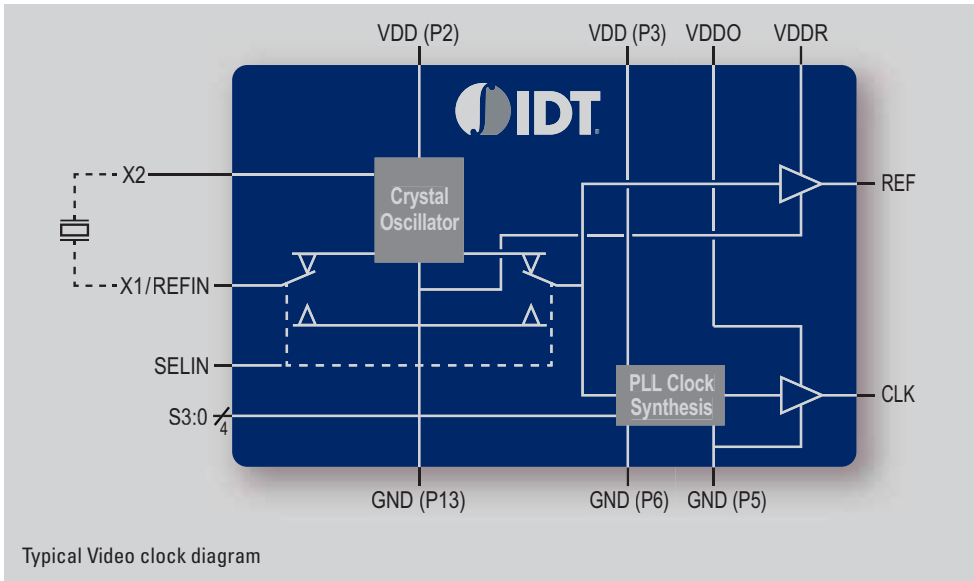 VDD (P2)
VDD (P3)
VDDO
VDDR
IDT
X2
Crystal
Oscillator
REF
X1/REFIN
SELIN
PLL Clock
Synthesis
CLK
S3:0
4
GND (P13)
GND (P6)
GND (P5)
Typical Video clock diagram